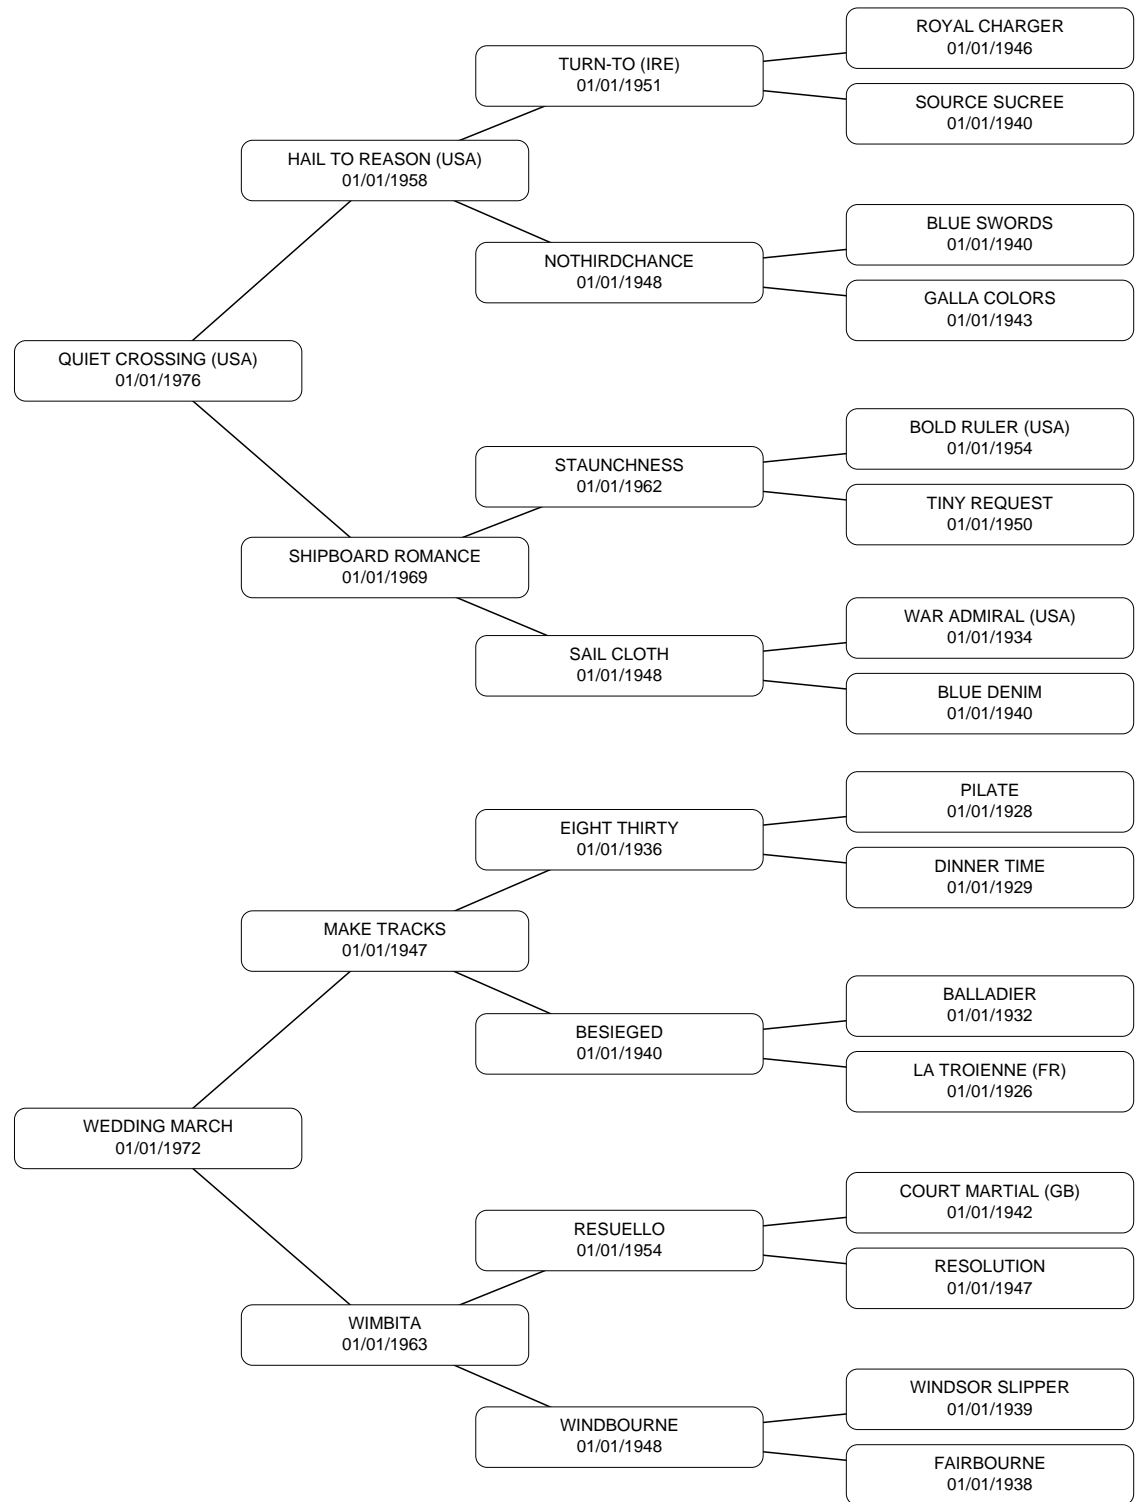 ROYAL CHARGER
01/01/1946
TURN-TO (IRE)
01/01/1951
SOURCE SUCREE
01/01/1940
HAIL TO REASON (USA)
01/01/1958
BLUE SWORDS
01/01/1940
NOTHIRDCHANCE
01/01/1948
GALLA COLORS
01/01/1943
QUIET CROSSING (USA)
01/01/1976
BOLD RULER (USA)
01/01/1954
STAUNCHNESS
01/01/1962
TINY REQUEST
01/01/1950
SHIPBOARD ROMANCE
01/01/1969
WAR ADMIRAL (USA)
01/01/1934
SAIL CLOTH
01/01/1948
BLUE DENIM
01/01/1940
PILATE
01/01/1928
EIGHT THIRTY
01/01/1936
DINNER TIME
01/01/1929
MAKE TRACKS
01/01/1947
BALLADIER
01/01/1932
BESIEGED
01/01/1940
LA TROIENNE (FR)
01/01/1926
WEDDING MARCH
01/01/1972
COURT MARTIAL (GB)
01/01/1942
RESUELLO
01/01/1954
RESOLUTION
01/01/1947
WIMBITA
01/01/1963
WINDSOR SLIPPER
01/01/1939
WINDBOURNE
01/01/1948
FAIRBOURNE
01/01/1938